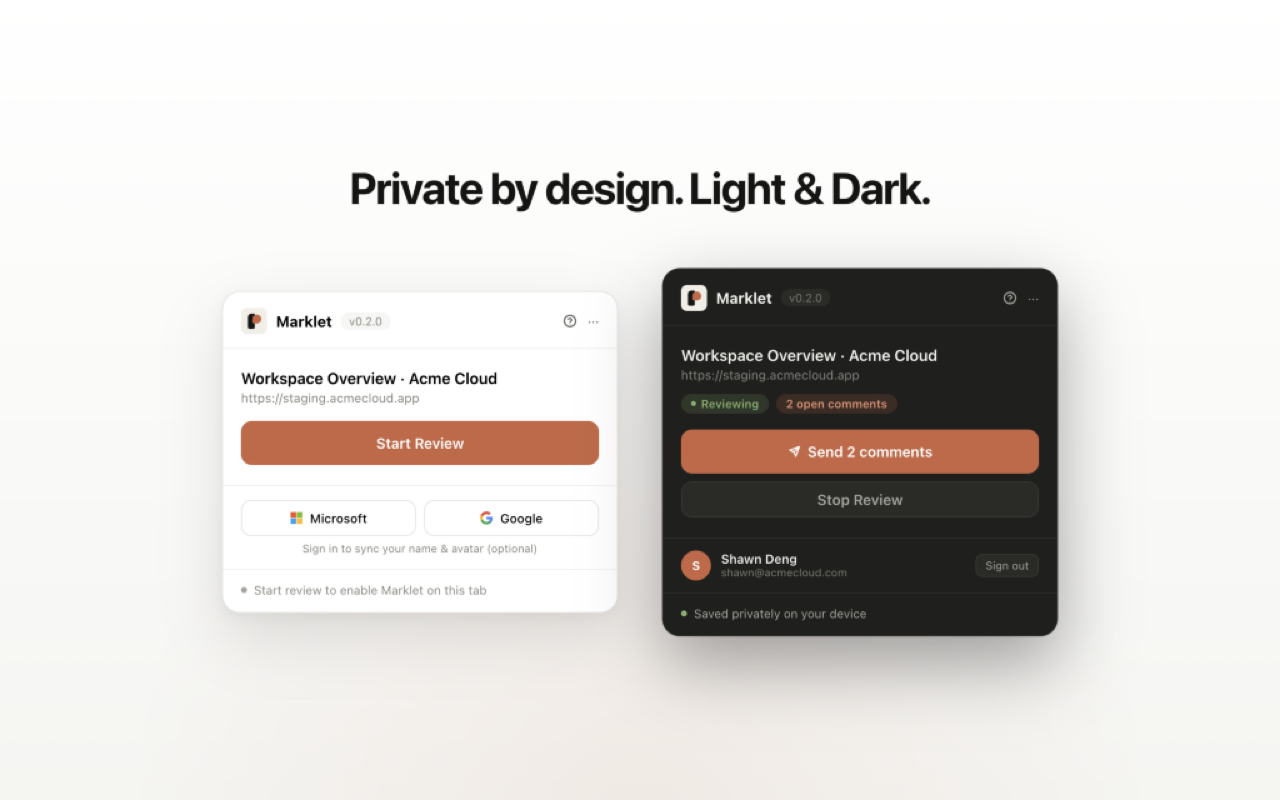 Private by design. Light & Dark.
Marklet v0.2.0
Workspace Overview · Acme Cloud
https://staging.acmecloud.app
Start Review
Microsoft
Google
Sign in to sync your name & avatar (optional)
Start review to enable Marklet on this tab
Marklet v0.2.0
Workspace Overview · Acme Cloud
https://staging.acmecloud.app
Reviewing
2 open comments
Send 2 comments
Stop Review
S
Shawn Deng
shawn@acmecloud.com
Sign out
Saved privately on your device